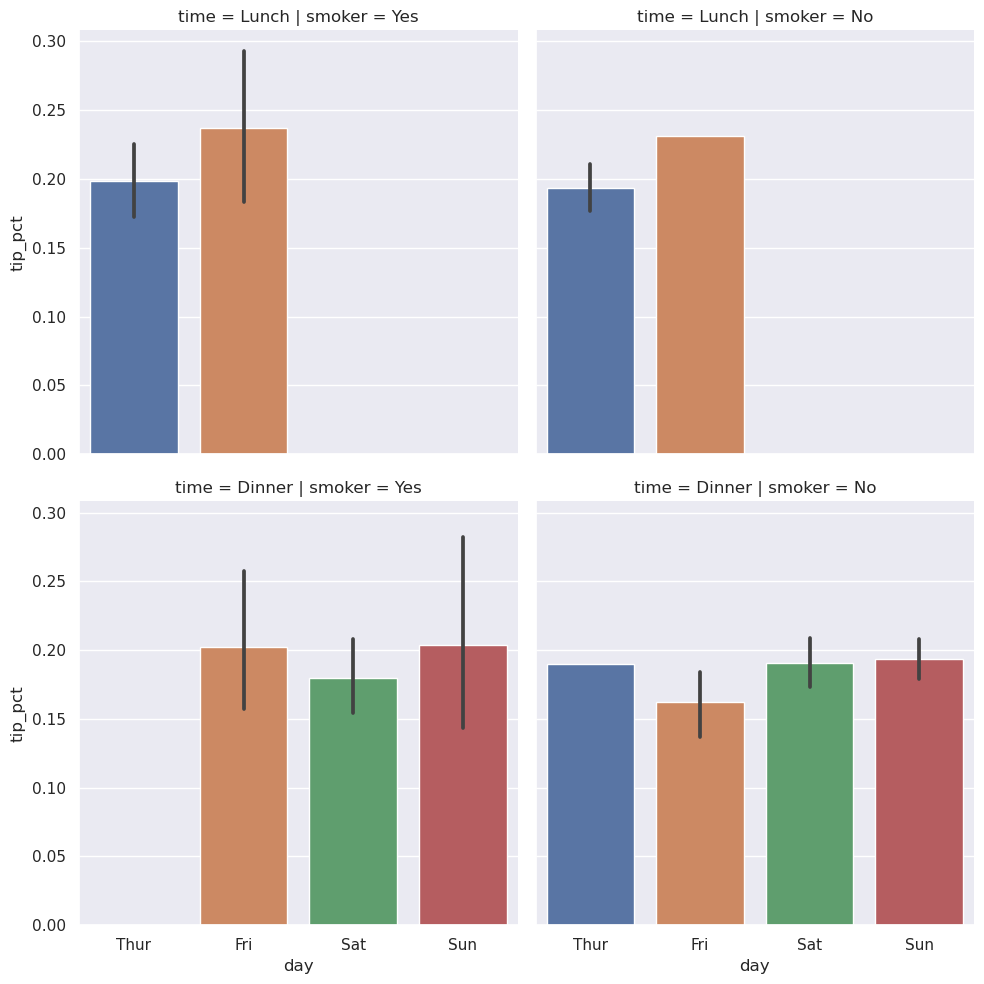 time = Lunch | smoker = Yes
time = Lunch | smoker = No
0.30
0.25
0.20
0.15
0.10
0.05
0.00
tip_pct
time = Dinner | smoker = Yes
time = Dinner | smoker = No
0.30
0.25
0.20
0.15
0.10
0.05
0.00
tip_pct
Thur Fri Sat Sun
day
Thur Fri Sat Sun
day